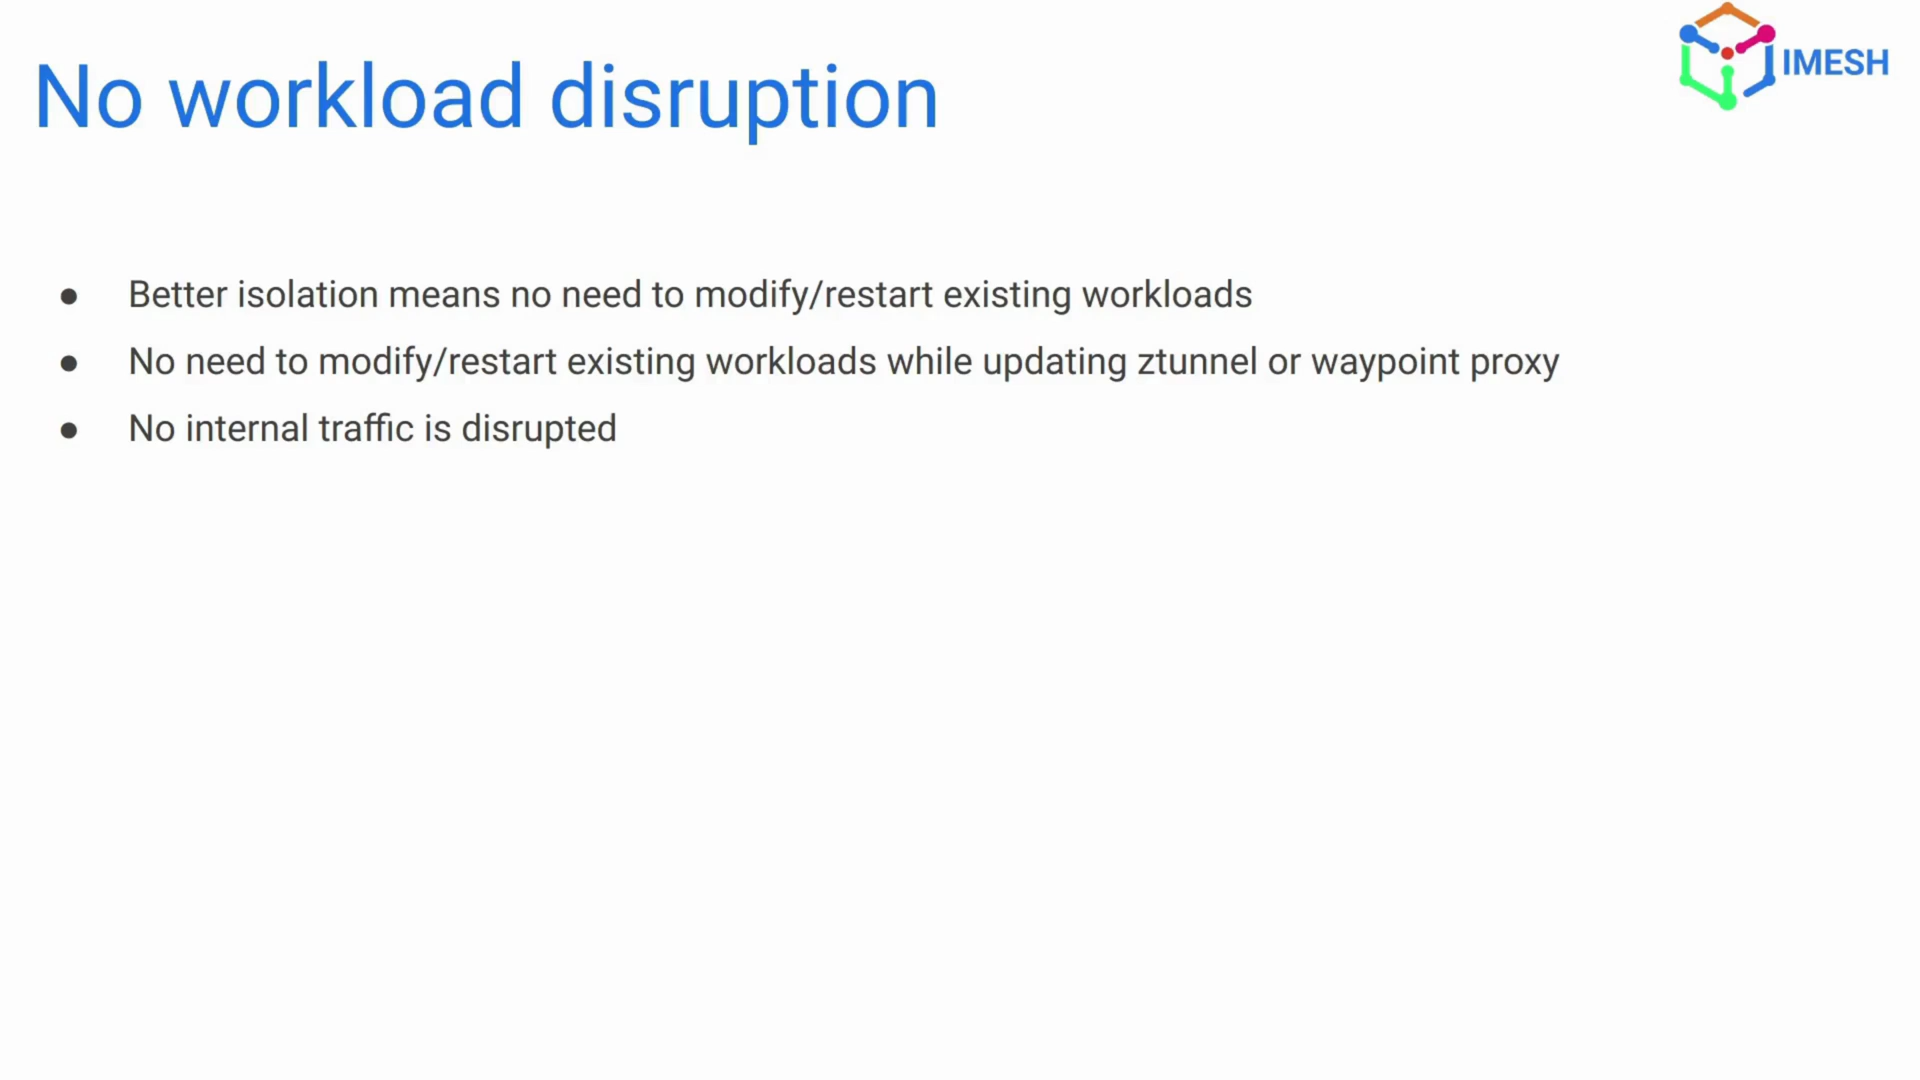 No workload disruption
IMESH
● Better isolation means no need to modify/restart existing workloads
● No need to modify/restart existing workloads while updating ztunnel or waypoint proxy
● No internal traffic is disrupted